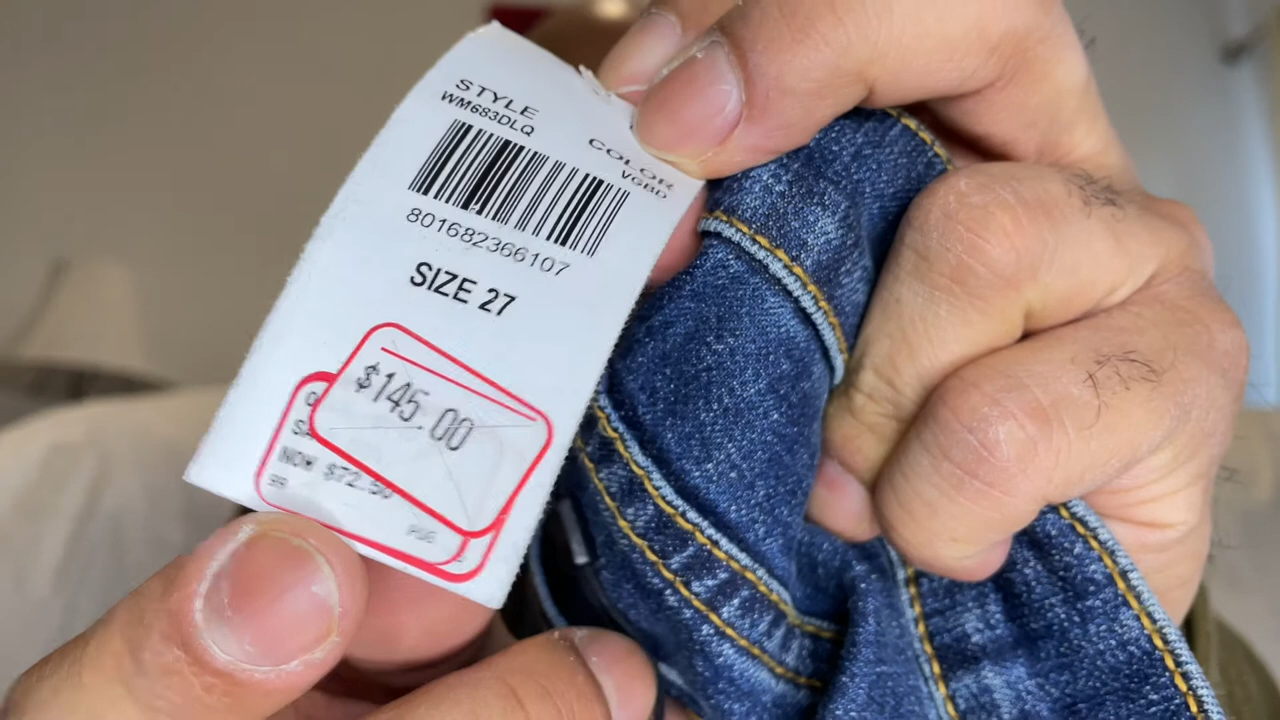 STYLE
WM683DLQ
COLOR
VGBD
801682366107
SIZE 27
$145.00
NOW $72.50